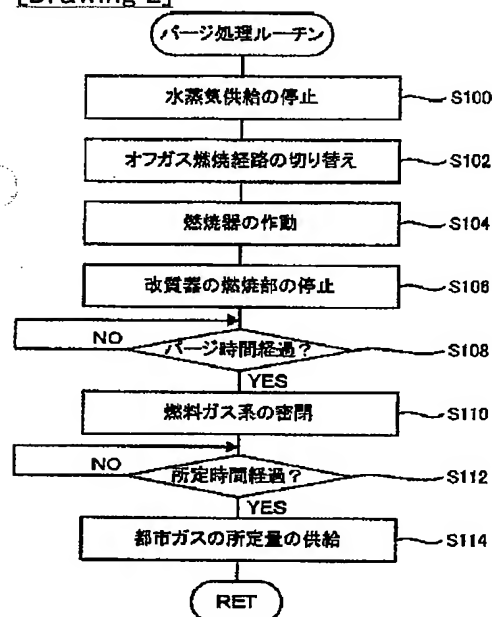 [Drawing 2]
パージ処理ルーチン
水蒸気供給の停止
S100
オフガス燃焼経路の切り替え
S102
燃焼器の作動
S104
改質器の燃焼部の停止
S106
NO
パージ時間経過?
S108
YES
燃料ガス系の密閉
S110
NO
所定時間経過?
S112
YES
都市ガスの所定量の供給
S114
RET